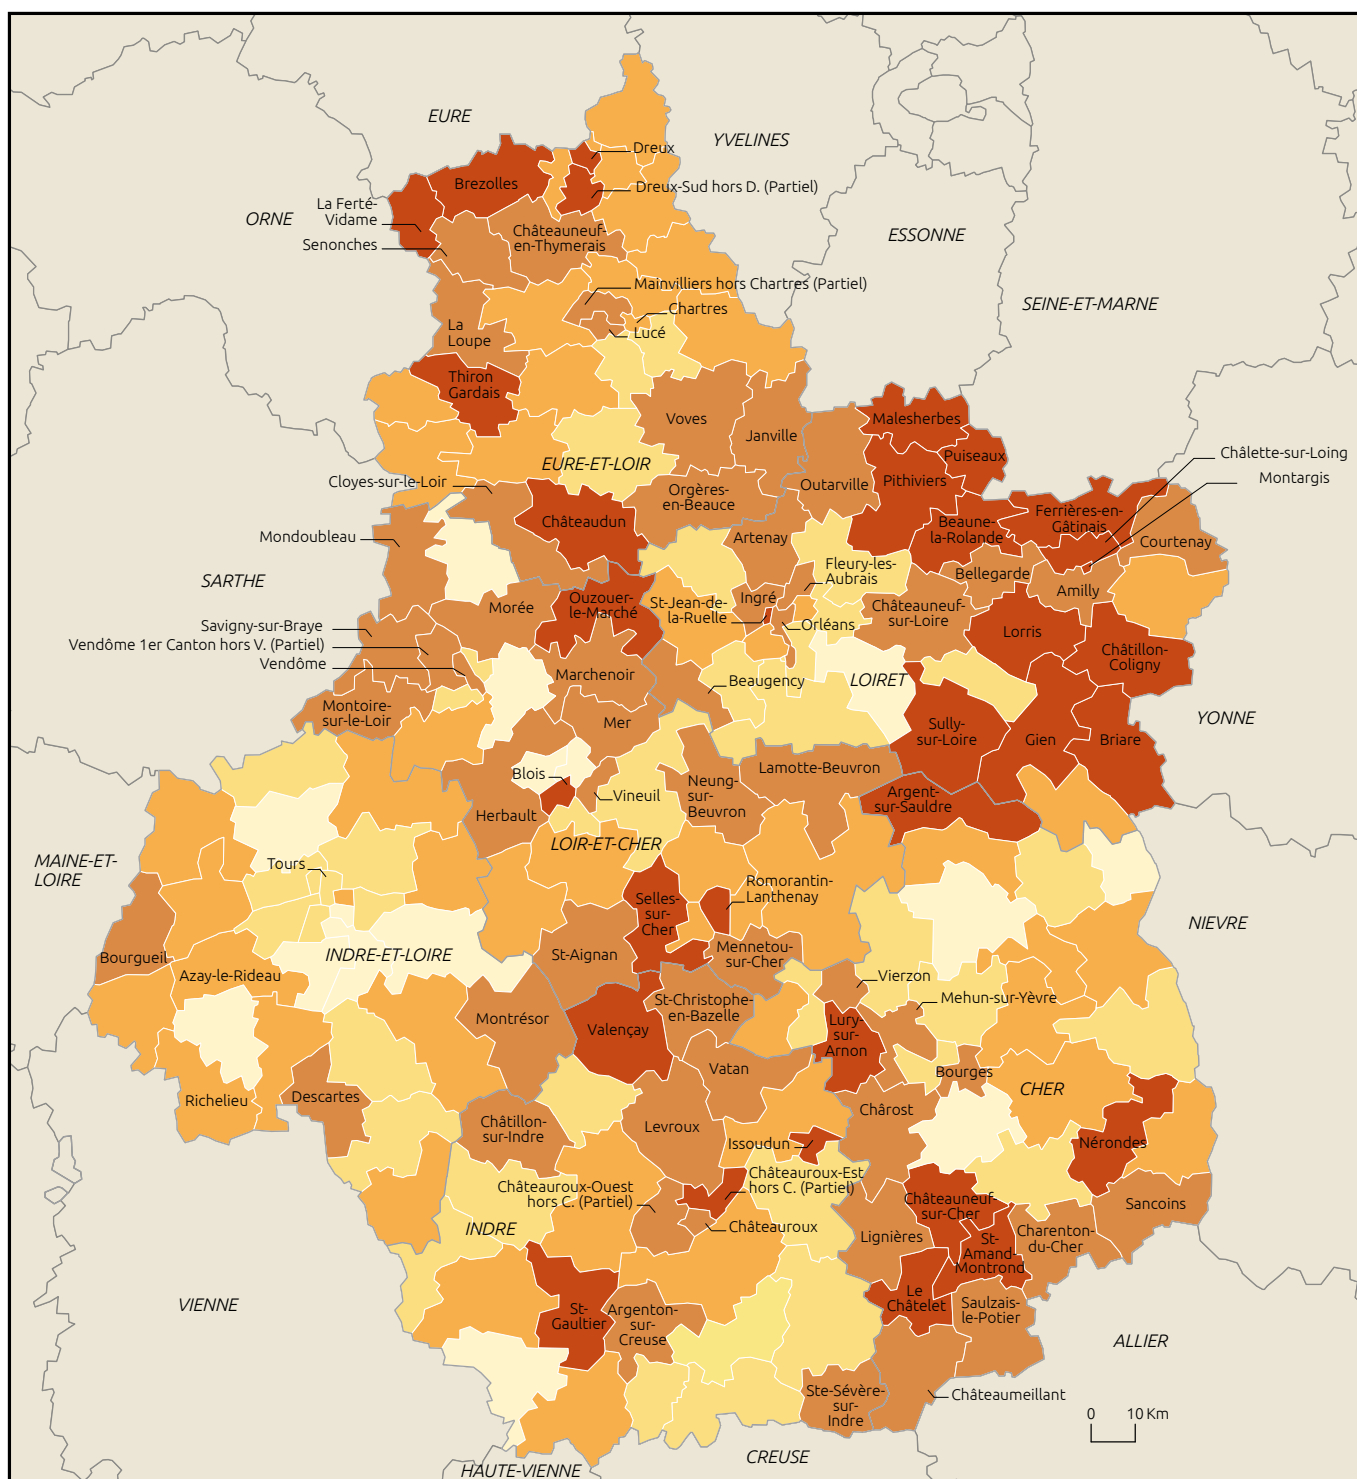 EURE
YVELINES
Dreux
Brezolles
Dreux-Sud hors D. (Partiel)
La Ferté-
Vidame
ORNE
Senonches
Châteauneuf-
en-Thymerais
ESSONNE
Mainvilliers hors Chartres (Partiel)
SEINE-ET-MARNE
Chartres
La
Loupe
Lucé
Thiron
Gardais
Voves
Janville
Malesherbes
Puiseaux
Châlette-sur-Loing
Montargis
EURE-ET-LOIR
Cloyes-sur-le-Loir
Orgères-
en-Beauce
Outarville
Pithiviers
Châteaudun
Beaune-
la-Rolande
Ferrières-en-
Gâtinais
Courtenay
Mondoubleau
Artenay
Fleury-les-
Aubrais
Bellegarde
Amilly
SARTHE
Morée
Ouzouer-
le-Marché
St-Jean-de-
la-Ruelle
Ingré
Orléans
Châteauneuf-
sur-Loire
Lorris
Châtillon-
Coligny
Savigny-sur-Braye
Vendôme 1er Canton hors V. (Partiel)
Vendôme
Marchenoir
Beaugency
LOIRET
Montoire-
sur-le-Loir
Mer
Sully-
sur-Loire
Gien
Briare
YONNE
Blois
Vineuil
Neung-
sur-
Beuvron
Lamotte-Beuvron
Argent-
sur-Sauldre
Herbault
LOIR-ET-CHER
MAINE-ET-
LOIRE
Tours
Selles-
sur-
Cher
Romorantin-
Lanthenay
NIEVRE
Bourgueil
Azay-le-Rideau
INDRE-ET-LOIRE
St-Aignan
Mennetou-
sur-Cher
Vierzon
Mehun-sur-Yèvre
Montrésor
Valençay
St-Christophe-
en-Bazelle
Lury-
sur-
Arnon
Vatan
Bourges
CHER
Richelieu
Descartes
Châtillon-
sur-Indre
Levroux
Chârost
Issoudun
Nérondes
Châteauroux-Ouest
hors C. (Partiel)
Châteauroux-Est
hors C. (Partiel)
Châteauroux
INDRE
Châteauneuf-
sur-Cher
Sancoins
Lignières
St-
Amand-
Montrond
Charenton-
du-Cher
VIENNE
St-
Gaultier
Argenton-
sur-
Creuse
Le
Châtelet
Saulzais-
le-Potier
ALLIER
Ste-Sévère-
sur-
Indre
Châteaumeillant
0 10 Km
CREUSE
HAUTE-VIENNE